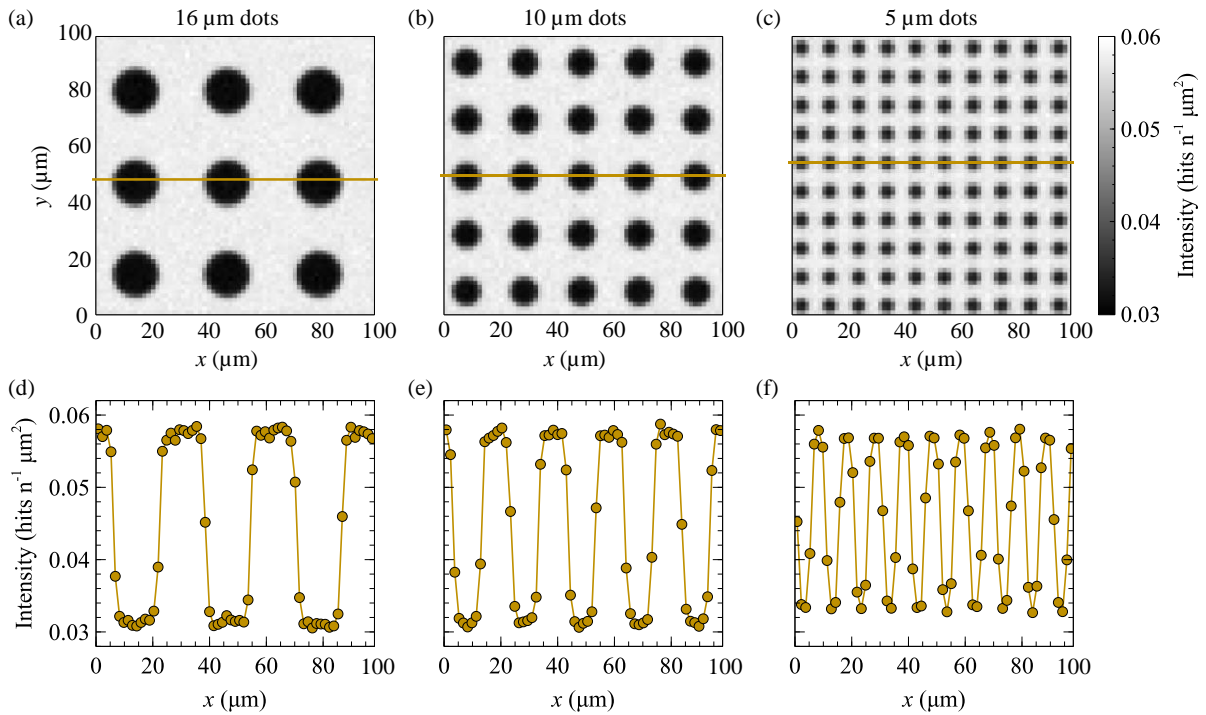 (a) 16 µm dots (b) 10 µm dots (c) 5 µm dots
100
80
60
40
20
0
y (µm)
0 20 40 60 80 100
x (µm)
0 20 40 60 80 100
x (µm)
0 20 40 60 80 100
x (µm)
0.06
0.05
0.04
0.03
Intensity (hits n⁻¹ µm²)
(d) (e) (f)
0.06
0.05
0.04
0.03
Intensity (hits n⁻¹ µm²)
0 20 40 60 80 100
x (µm)
0 20 40 60 80 100
x (µm)
0 20 40 60 80 100
x (µm)